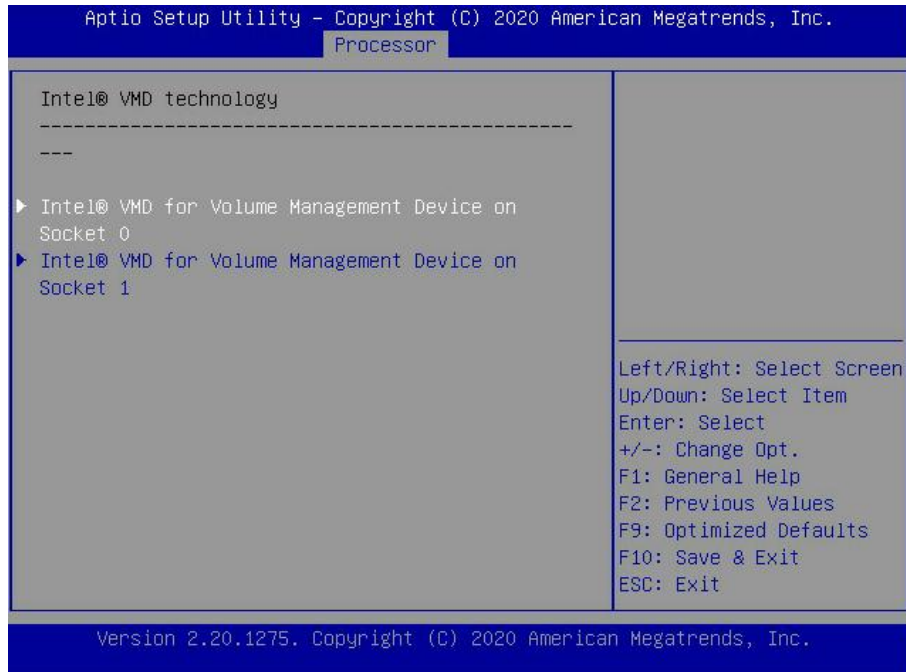 Aptio Setup Utility – Copyright (C) 2020 American Megatrends, Inc.
Processor
Intel® VMD technology
-----------------------------------------------
---
Intel® VMD for Volume Management Device on
Socket 0
Intel® VMD for Volume Management Device on
Socket 1
Left/Right: Select Screen
Up/Down: Select Item
Enter: Select
+/-: Change Opt.
F1: General Help
F2: Previous Values
F9: Optimized Defaults
F10: Save & Exit
ESC: Exit
Version 2.20.1275. Copyright (C) 2020 American Megatrends, Inc.